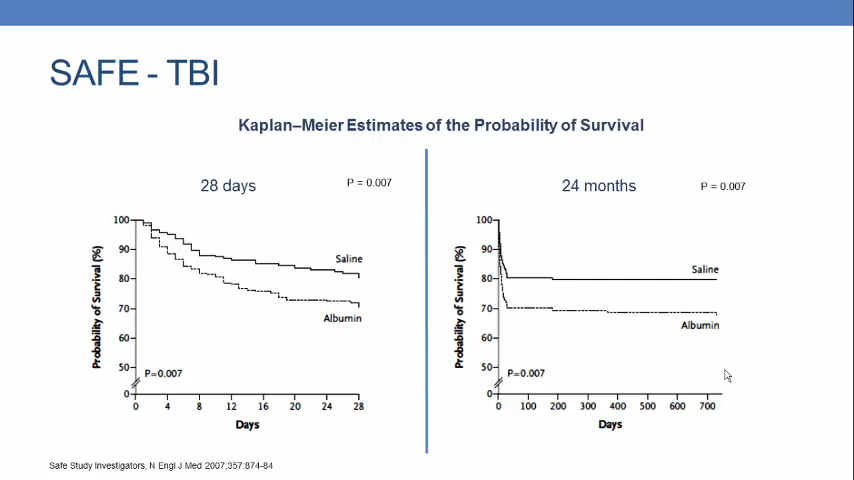 SAFE - TBI
Kaplan–Meier Estimates of the Probability of Survival
28 days
P = 0.007
Probability of Survival (%)
100
90
80
70
60
50
0
Saline
Albumin
P=0.007
0 4 8 12 16 20 24 28
Days
24 months
P = 0.007
Probability of Survival (%)
100
90
80
70
60
50
0
Saline
Albumin
P=0.007
0 100 200 300 400 500 600 700
Days
Safe Study Investigators, N Engl J Med 2007;357:874-84